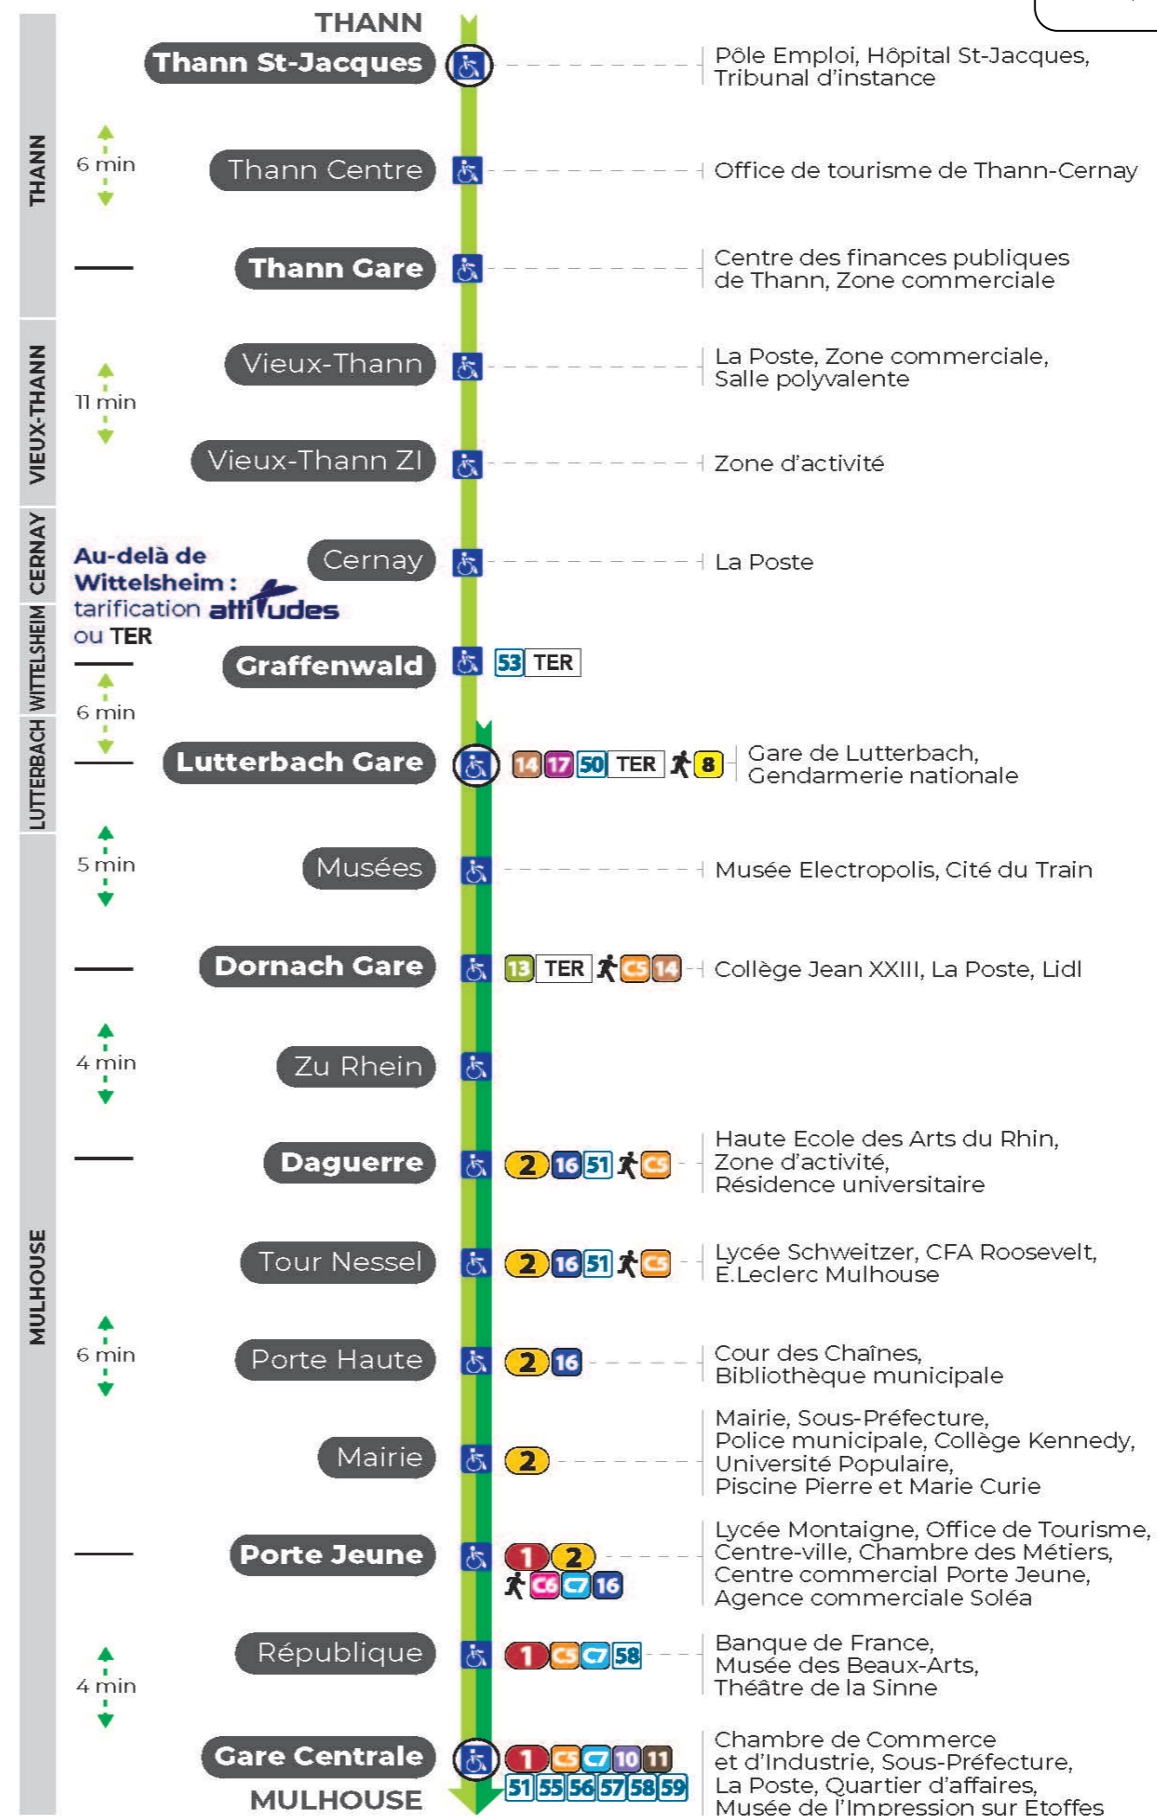 THANN
Thann St-Jacques
Pôle Emploi, Hôpital St-Jacques,
Tribunal d'instance
THANN
6 min
Thann Centre
Office de tourisme de Thann-Cernay
Thann Gare
Centre des finances publiques
de Thann, Zone commerciale
VIEUX-THANN
11 min
Vieux-Thann
La Poste, Zone commerciale,
Salle polyvalente
Vieux-Thann ZI
Zone d'activité
CERNAY
Cernay
La Poste
Au-delà de
Wittelsheim :
tarification attitudes
ou TER
WITTELSHEIM
Graffenwald
53 TER
6 min
LUTTERBACH
Lutterbach Gare
14 17 50 TER 8
Gare de Lutterbach,
Gendarmerie nationale
MULHOUSE
5 min
Musées
Musée Electropolis, Cité du Train
Dornach Gare
13 TER C5 14
Collège Jean XXIII, La Poste, Lidl
4 min
Zu Rhein
Daguerre
2 16 51 C5
Haute Ecole des Arts du Rhin,
Zone d'activité,
Résidence universitaire
Tour Nessel
2 16 51 C5
Lycée Schweitzer, CFA Roosevelt,
E.Leclerc Mulhouse
6 min
Porte Haute
2 16
Cour des Chaînes,
Bibliothèque municipale
Mairie
2
Mairie, Sous-Préfecture,
Police municipale, Collège Kennedy,
Université Populaire,
Piscine Pierre et Marie Curie
Porte Jeune
1 2
C6 C7 16
Lycée Montaigne, Office de Tourisme,
Centre-ville, Chambre des Métiers,
Centre commercial Porte Jeune,
Agence commerciale Soléa
4 min
République
1 C5 C7 58
Banque de France,
Musée des Beaux-Arts,
Théâtre de la Sinne
Gare Centrale
1 C5 C7 10 11
51 55 56 57 58 59
Chambre de Commerce
et d'Industrie, Sous-Préfecture,
La Poste, Quartier d'affaires,
Musée de l'Impression sur Etoffes
MULHOUSE